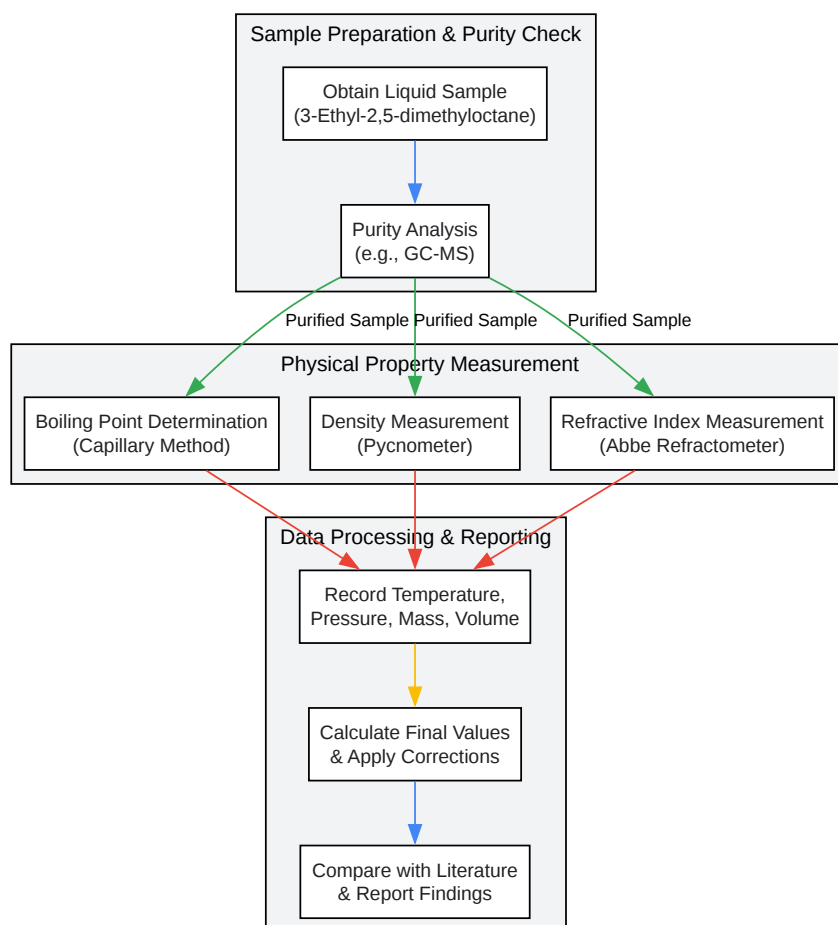 Sample Preparation & Purity Check
Obtain Liquid Sample
(3-Ethyl-2,5-dimethyloctane)
Purity Analysis
(e.g., GC-MS)
Purified Sample
Purified Sample
Purified Sample
Physical Property Measurement
Boiling Point Determination
(Capillary Method)
Density Measurement
(Pycnometer)
Refractive Index Measurement
(Abbe Refractometer)
Data Processing & Reporting
Record Temperature,
Pressure, Mass, Volume
Calculate Final Values
& Apply Corrections
Compare with Literature
& Report Findings